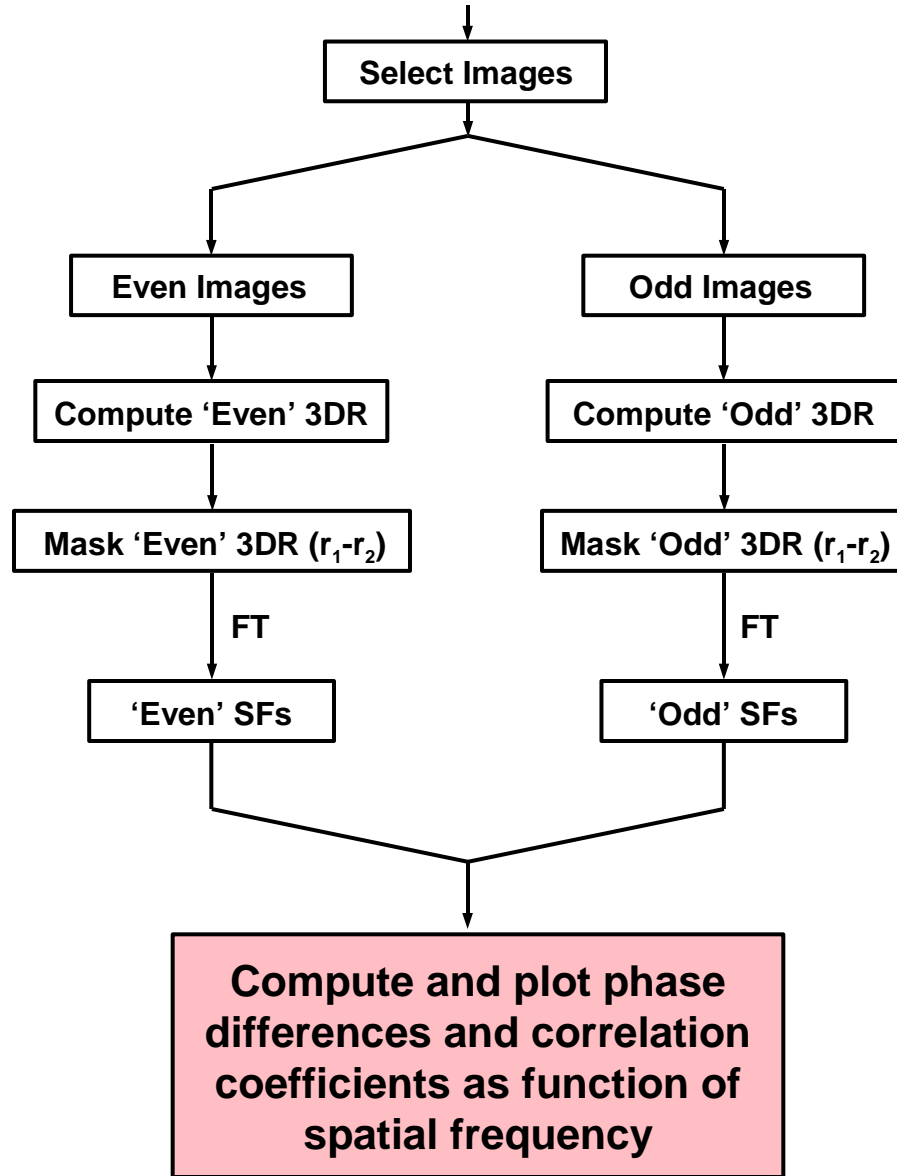 Select Images
Even Images
Odd Images
Compute ‘Even’ 3DR
Compute ‘Odd’ 3DR
Mask ‘Even’ 3DR (r₁-r₂)
Mask ‘Odd’ 3DR (r₁-r₂)
FT
FT
‘Even’ SFs
‘Odd’ SFs
Compute and plot phase
differences and correlation
coefficients as function of
spatial frequency